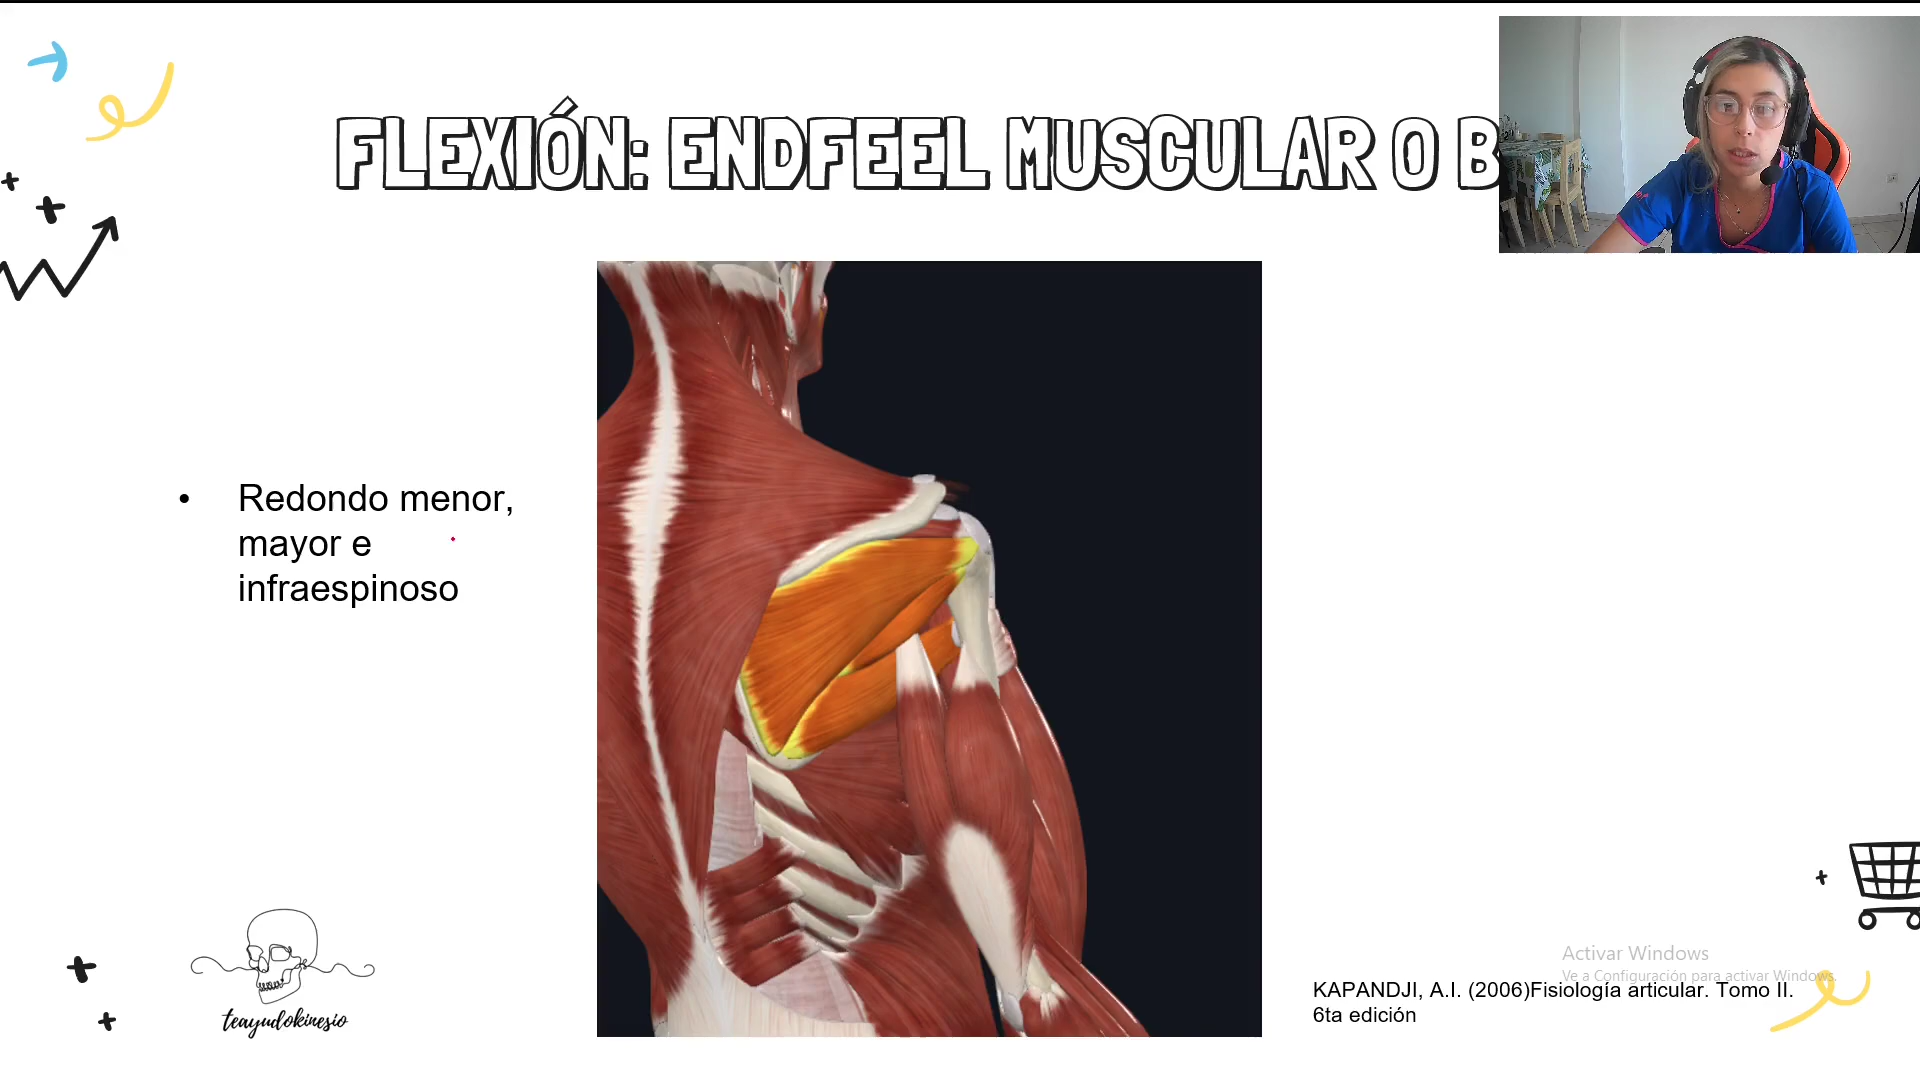 FLEXIÓN: ENDFEEL MUSCULAR O B
• Redondo menor,
mayor e
infraespinoso
teayudokinesio
Activar Windows
Ve a Configuración para activar Windows.
KAPANDJI, A.I. (2006)Fisiología articular. Tomo II.
6ta edición